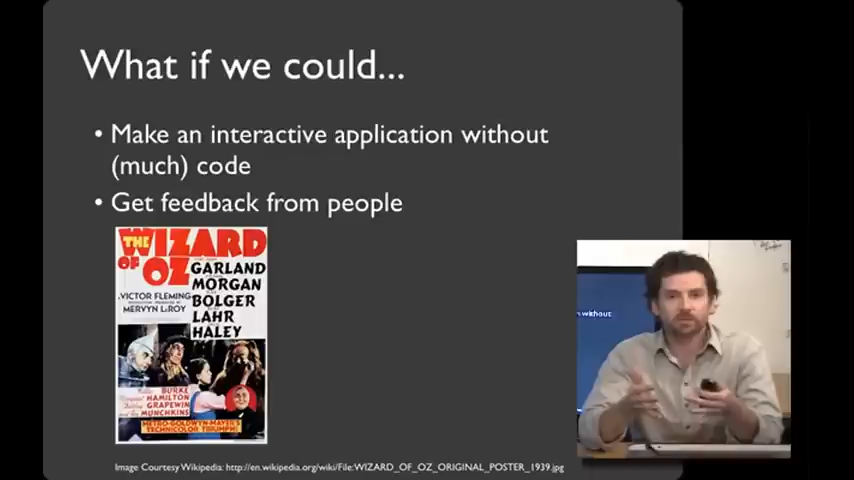 What if we could...
• Make an interactive application without
(much) code
• Get feedback from people
THE WIZARD
OF OZ
GARLAND
MORGAN
BOLGER
LAHR
HALEY
VICTOR FLEMING
MERVYN LeROY
BURKE
HAMILTON
GRAPEWIN
MUNCHKINS
METRO-GOLDWYN-MAYER'S
TECHNICOLOR TRIUMPH!
without
Image Courtesy Wikipedia: http://en.wikipedia.org/wiki/File:WIZARD_OF_OZ_ORIGINAL_POSTER_1939.jpg